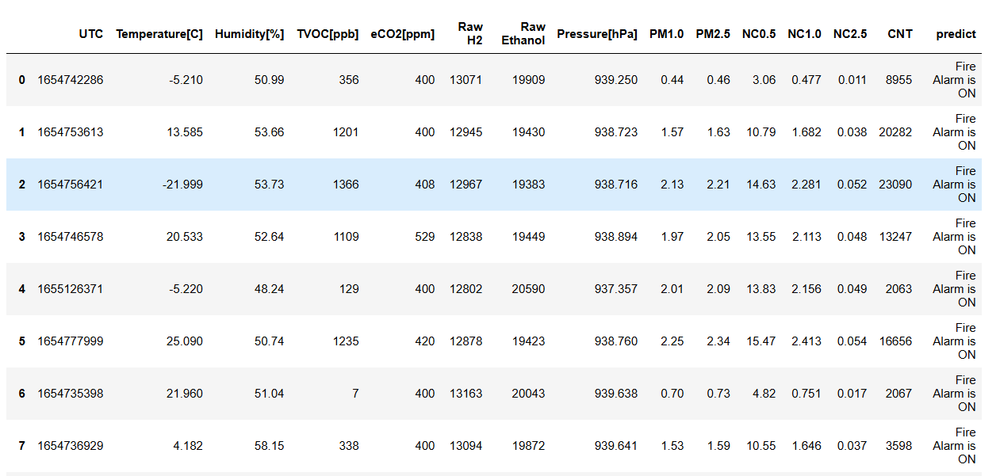 UTC Temperature[C] Humidity[%] TVOC[ppb] eCO2[ppm] Raw H2 Raw Ethanol Pressure[hPa] PM1.0 PM2.5 NC0.5 NC1.0 NC2.5 CNT predict
0 1654742286 -5.210 50.99 356 400 13071 19909 939.250 0.44 0.46 3.06 0.477 0.011 8955 Fire Alarm is ON
1 1654753613 13.585 53.66 1201 400 12945 19430 938.723 1.57 1.63 10.79 1.682 0.038 20282 Fire Alarm is ON
2 1654756421 -21.999 53.73 1366 408 12967 19383 938.716 2.13 2.21 14.63 2.281 0.052 23090 Fire Alarm is ON
3 1654746578 20.533 52.64 1109 529 12838 19449 938.894 1.97 2.05 13.55 2.113 0.048 13247 Fire Alarm is ON
4 1655126371 -5.220 48.24 129 400 12802 20590 937.357 2.01 2.09 13.83 2.156 0.049 2063 Fire Alarm is ON
5 1654777999 25.090 50.74 1235 420 12878 19423 938.760 2.25 2.34 15.47 2.413 0.054 16656 Fire Alarm is ON
6 1654735398 21.960 51.04 7 400 13163 20043 939.638 0.70 0.73 4.82 0.751 0.017 2067 Fire Alarm is ON
7 1654736929 4.182 58.15 338 400 13094 19872 939.641 1.53 1.59 10.55 1.646 0.037 3598 Fire Alarm is ON